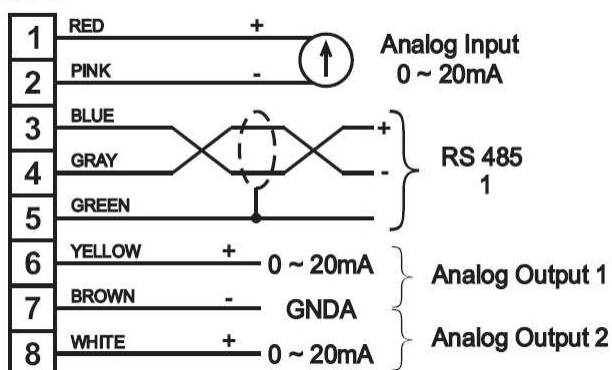 1 RED +
Analog Input
2 PINK - 0 ~ 20mA
3 BLUE +
4 GRAY - RS 485
1
5 GREEN
6 YELLOW + 0 ~ 20mA
Analog Output 1
7 BROWN - GNDA
8 WHITE + 0 ~ 20mA Analog Output 2